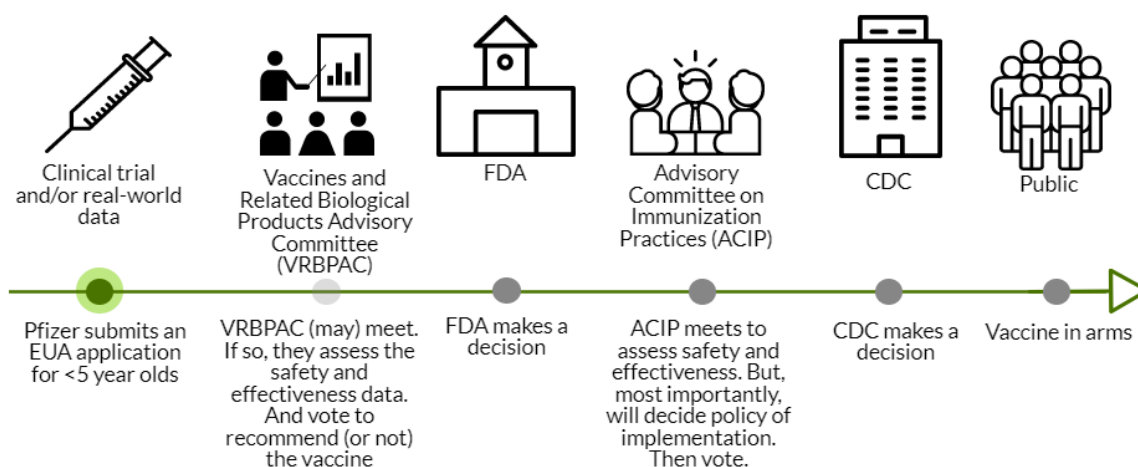 Clinical trial
and/or real-world
data
Vaccines and
Related Biological
Products Advisory
Committee
(VRBPAC)
FDA
Advisory
Committee on
Immunization
Practices (ACIP)
CDC
Public
Pfizer submits an
EUA application
for <5 year olds
VRBPAC (may) meet.
If so, they assess the
safety and
effectiveness data.
And vote to
recommend (or not)
the vaccine
FDA makes a
decision
ACIP meets to
assess safety and
effectiveness. But,
most importantly,
will decide policy of
implementation.
Then vote.
CDC makes a
decision
Vaccine in arms